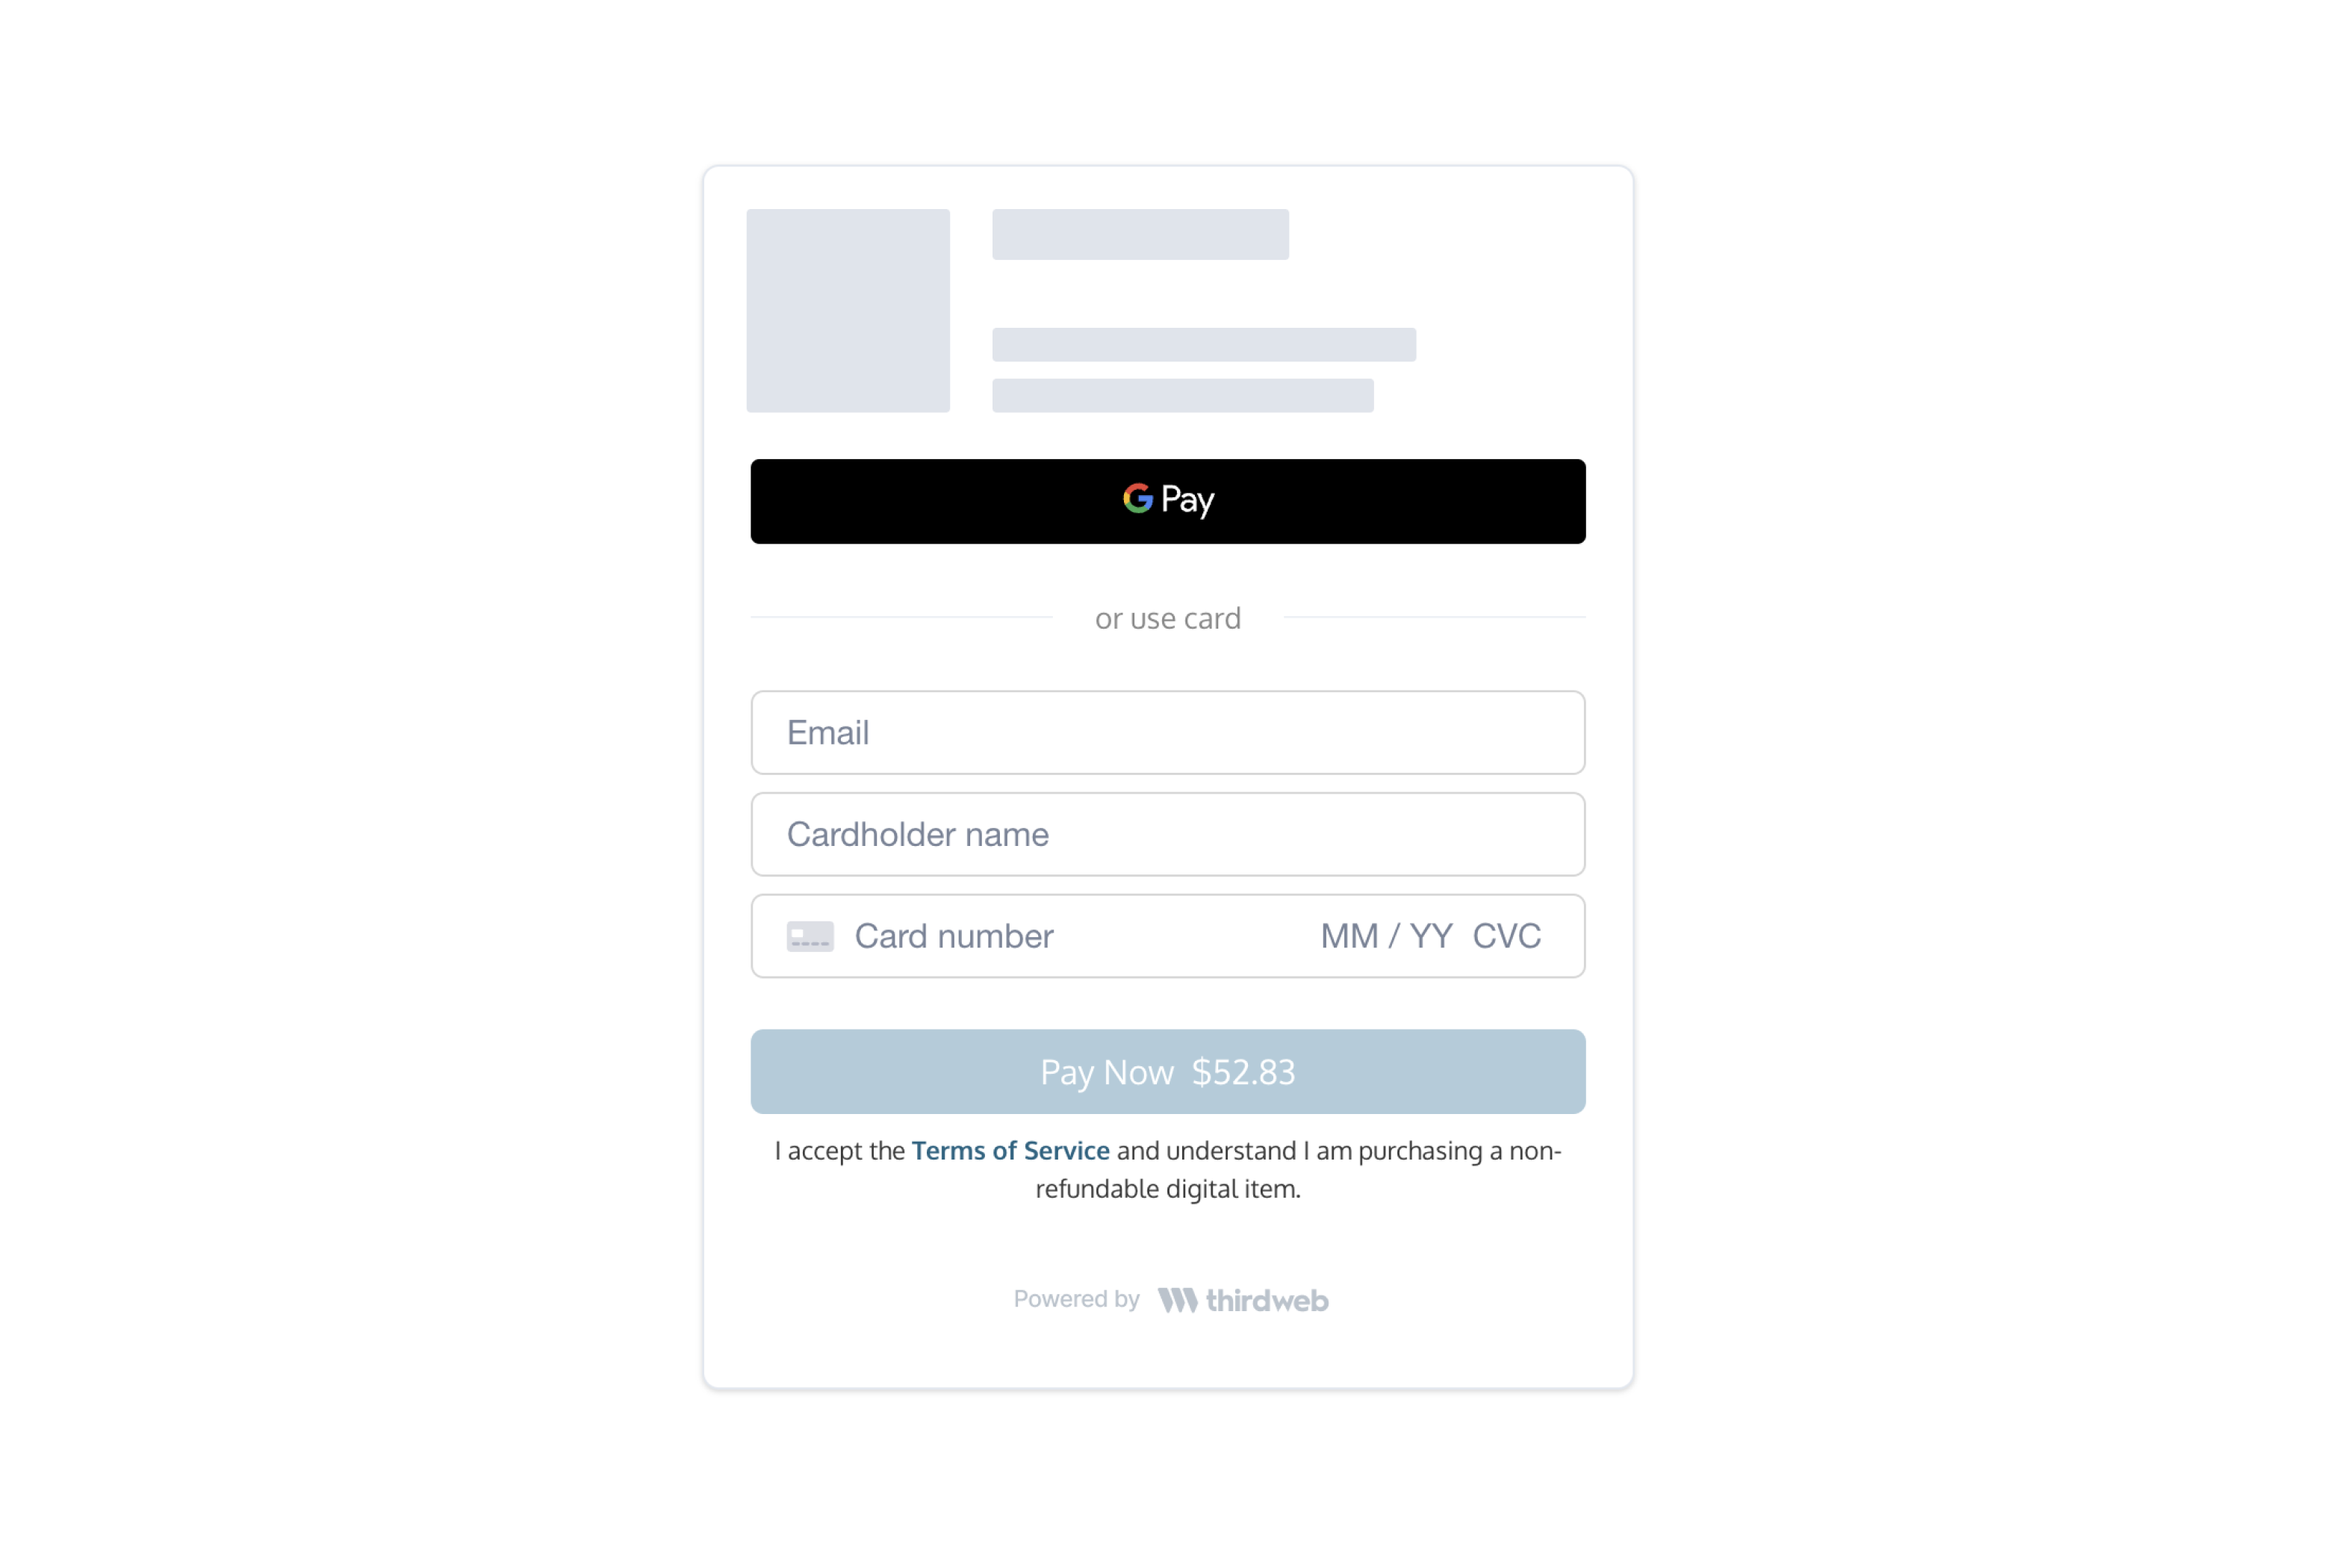 G Pay
or use card
Email
Cardholder name
Card number MM / YY CVC
Pay Now $52.83
I accept the Terms of Service and understand I am purchasing a non-
refundable digital item.
Powered by thirdweb